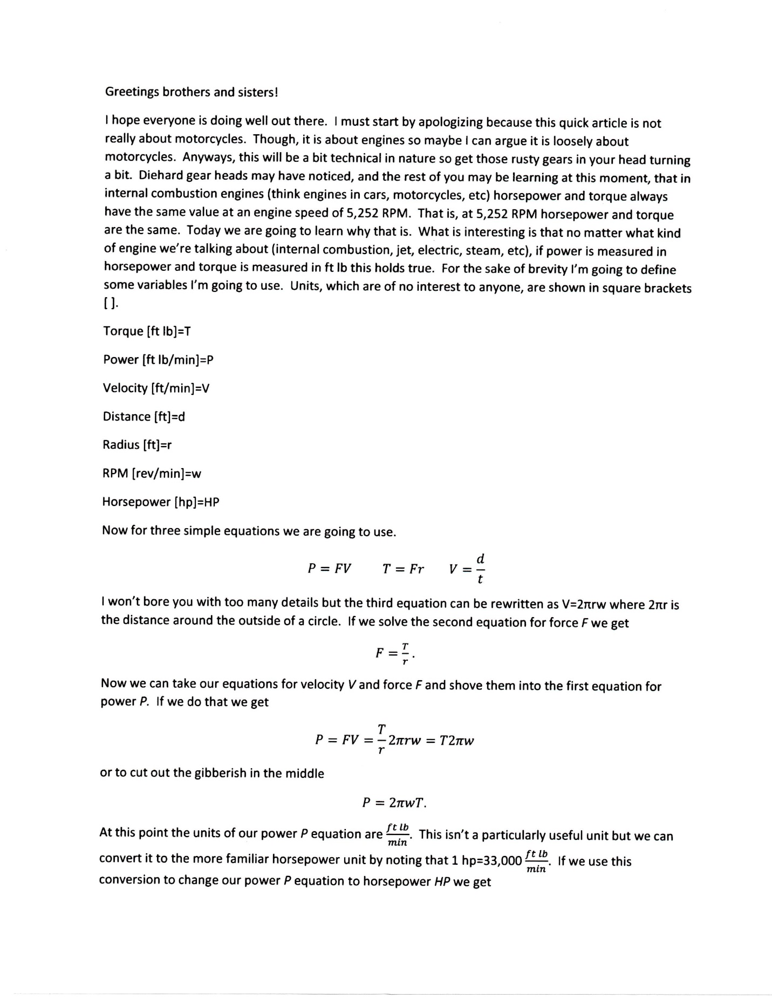 Greetings brothers and sisters!
I hope everyone is doing well out there.  I must start by apologizing because this quick article is not
really about motorcycles.  Though, it is about engines so maybe I can argue it is loosely about
motorcycles.  Anyways, this will be a bit technical in nature so get those rusty gears in your head turning
a bit.  Diehard gear heads may have noticed, and the rest of you may be learning at this moment, that in
internal combustion engines (think engines in cars, motorcycles, etc) horsepower and torque always
have the same value at an engine speed of 5,252 RPM.  That is, at 5,252 RPM horsepower and torque
are the same.  Today we are going to learn why that is.  What is interesting is that no matter what kind
of engine we're talking about (internal combustion, jet, electric, steam, etc), if power is measured in
horsepower and torque is measured in ft lb this holds true.  For the sake of brevity I'm going to define
some variables I'm going to use.  Units, which are of no interest to anyone, are shown in square brackets
[ ].
Torque [ft lb]=T
Power [ft lb/min]=P
Velocity [ft/min]=V
Distance [ft]=d
Radius [ft]=r
RPM [rev/min]=w
Horsepower [hp]=HP
Now for three simple equations we are going to use.
P = FV  T = Fr  V = d/t
I won't bore you with too many details but the third equation can be rewritten as V=2πrw where 2πr is
the distance around the outside of a circle.  If we solve the second equation for force F we get
F = T/r.
Now we can take our equations for velocity V and force F and shove them into the first equation for
power P.  If we do that we get
P = FV = T/r 2πrw = T2πw
or to cut out the gibberish in the middle
P = 2πwT.
At this point the units of our power P equation are ft lb/min.  This isn't a particularly useful unit but we can
convert it to the more familiar horsepower unit by noting that 1 hp=33,000 ft lb/min.  If we use this
conversion to change our power P equation to horsepower HP we get